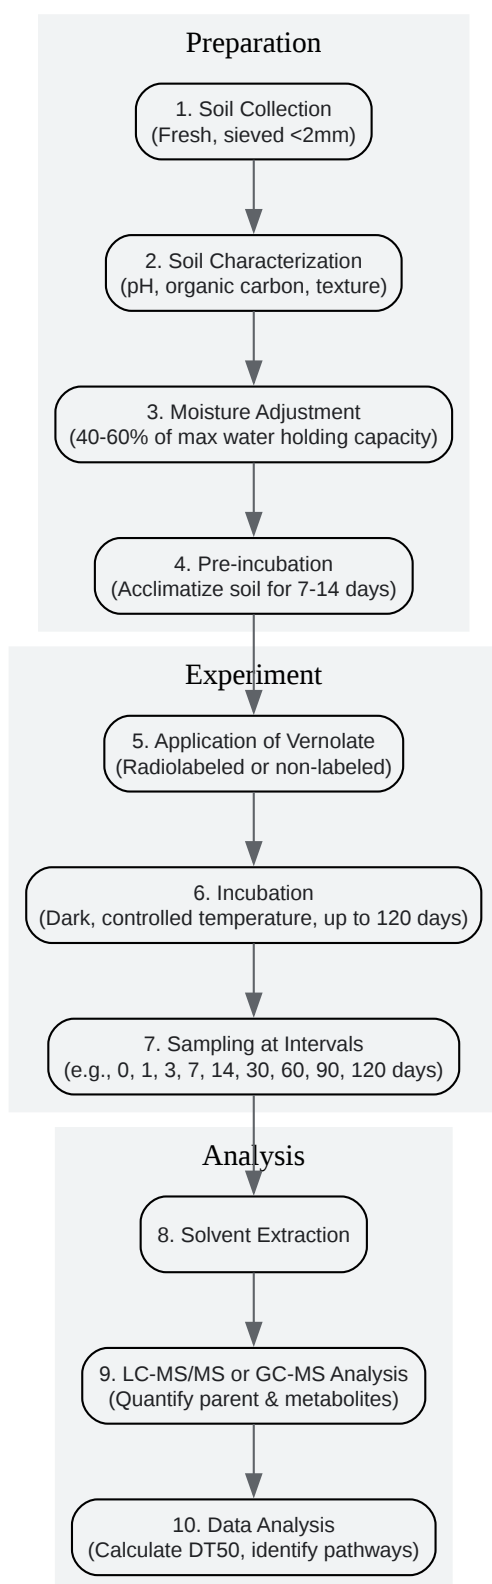 Preparation
1. Soil Collection
(Fresh, sieved <2mm)
2. Soil Characterization
(pH, organic carbon, texture)
3. Moisture Adjustment
(40-60% of max water holding capacity)
4. Pre-incubation
(Acclimatize soil for 7-14 days)
Experiment
5. Application of Vernolate
(Radiolabeled or non-labeled)
6. Incubation
(Dark, controlled temperature, up to 120 days)
7. Sampling at Intervals
(e.g., 0, 1, 3, 7, 14, 30, 60, 90, 120 days)
Analysis
8. Solvent Extraction
9. LC-MS/MS or GC-MS Analysis
(Quantify parent & metabolites)
10. Data Analysis
(Calculate DT50, identify pathways)